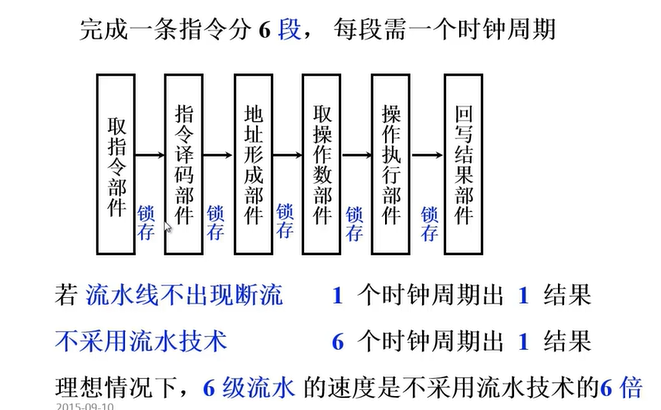 完成一条指令分 6 段， 每段需一个时钟周期
取指令部件
锁存
指令译码部件
锁存
地址形成部件
锁存
取操作数部件
锁存
操作执行部件
锁存
回写结果部件
若 流水线不出现断流 1 个时钟周期出 1 结果
不采用流水技术 6 个时钟周期出 1 结果
理想情况下，6 级流水 的速度是不采用流水技术的6 倍
2015-09-10